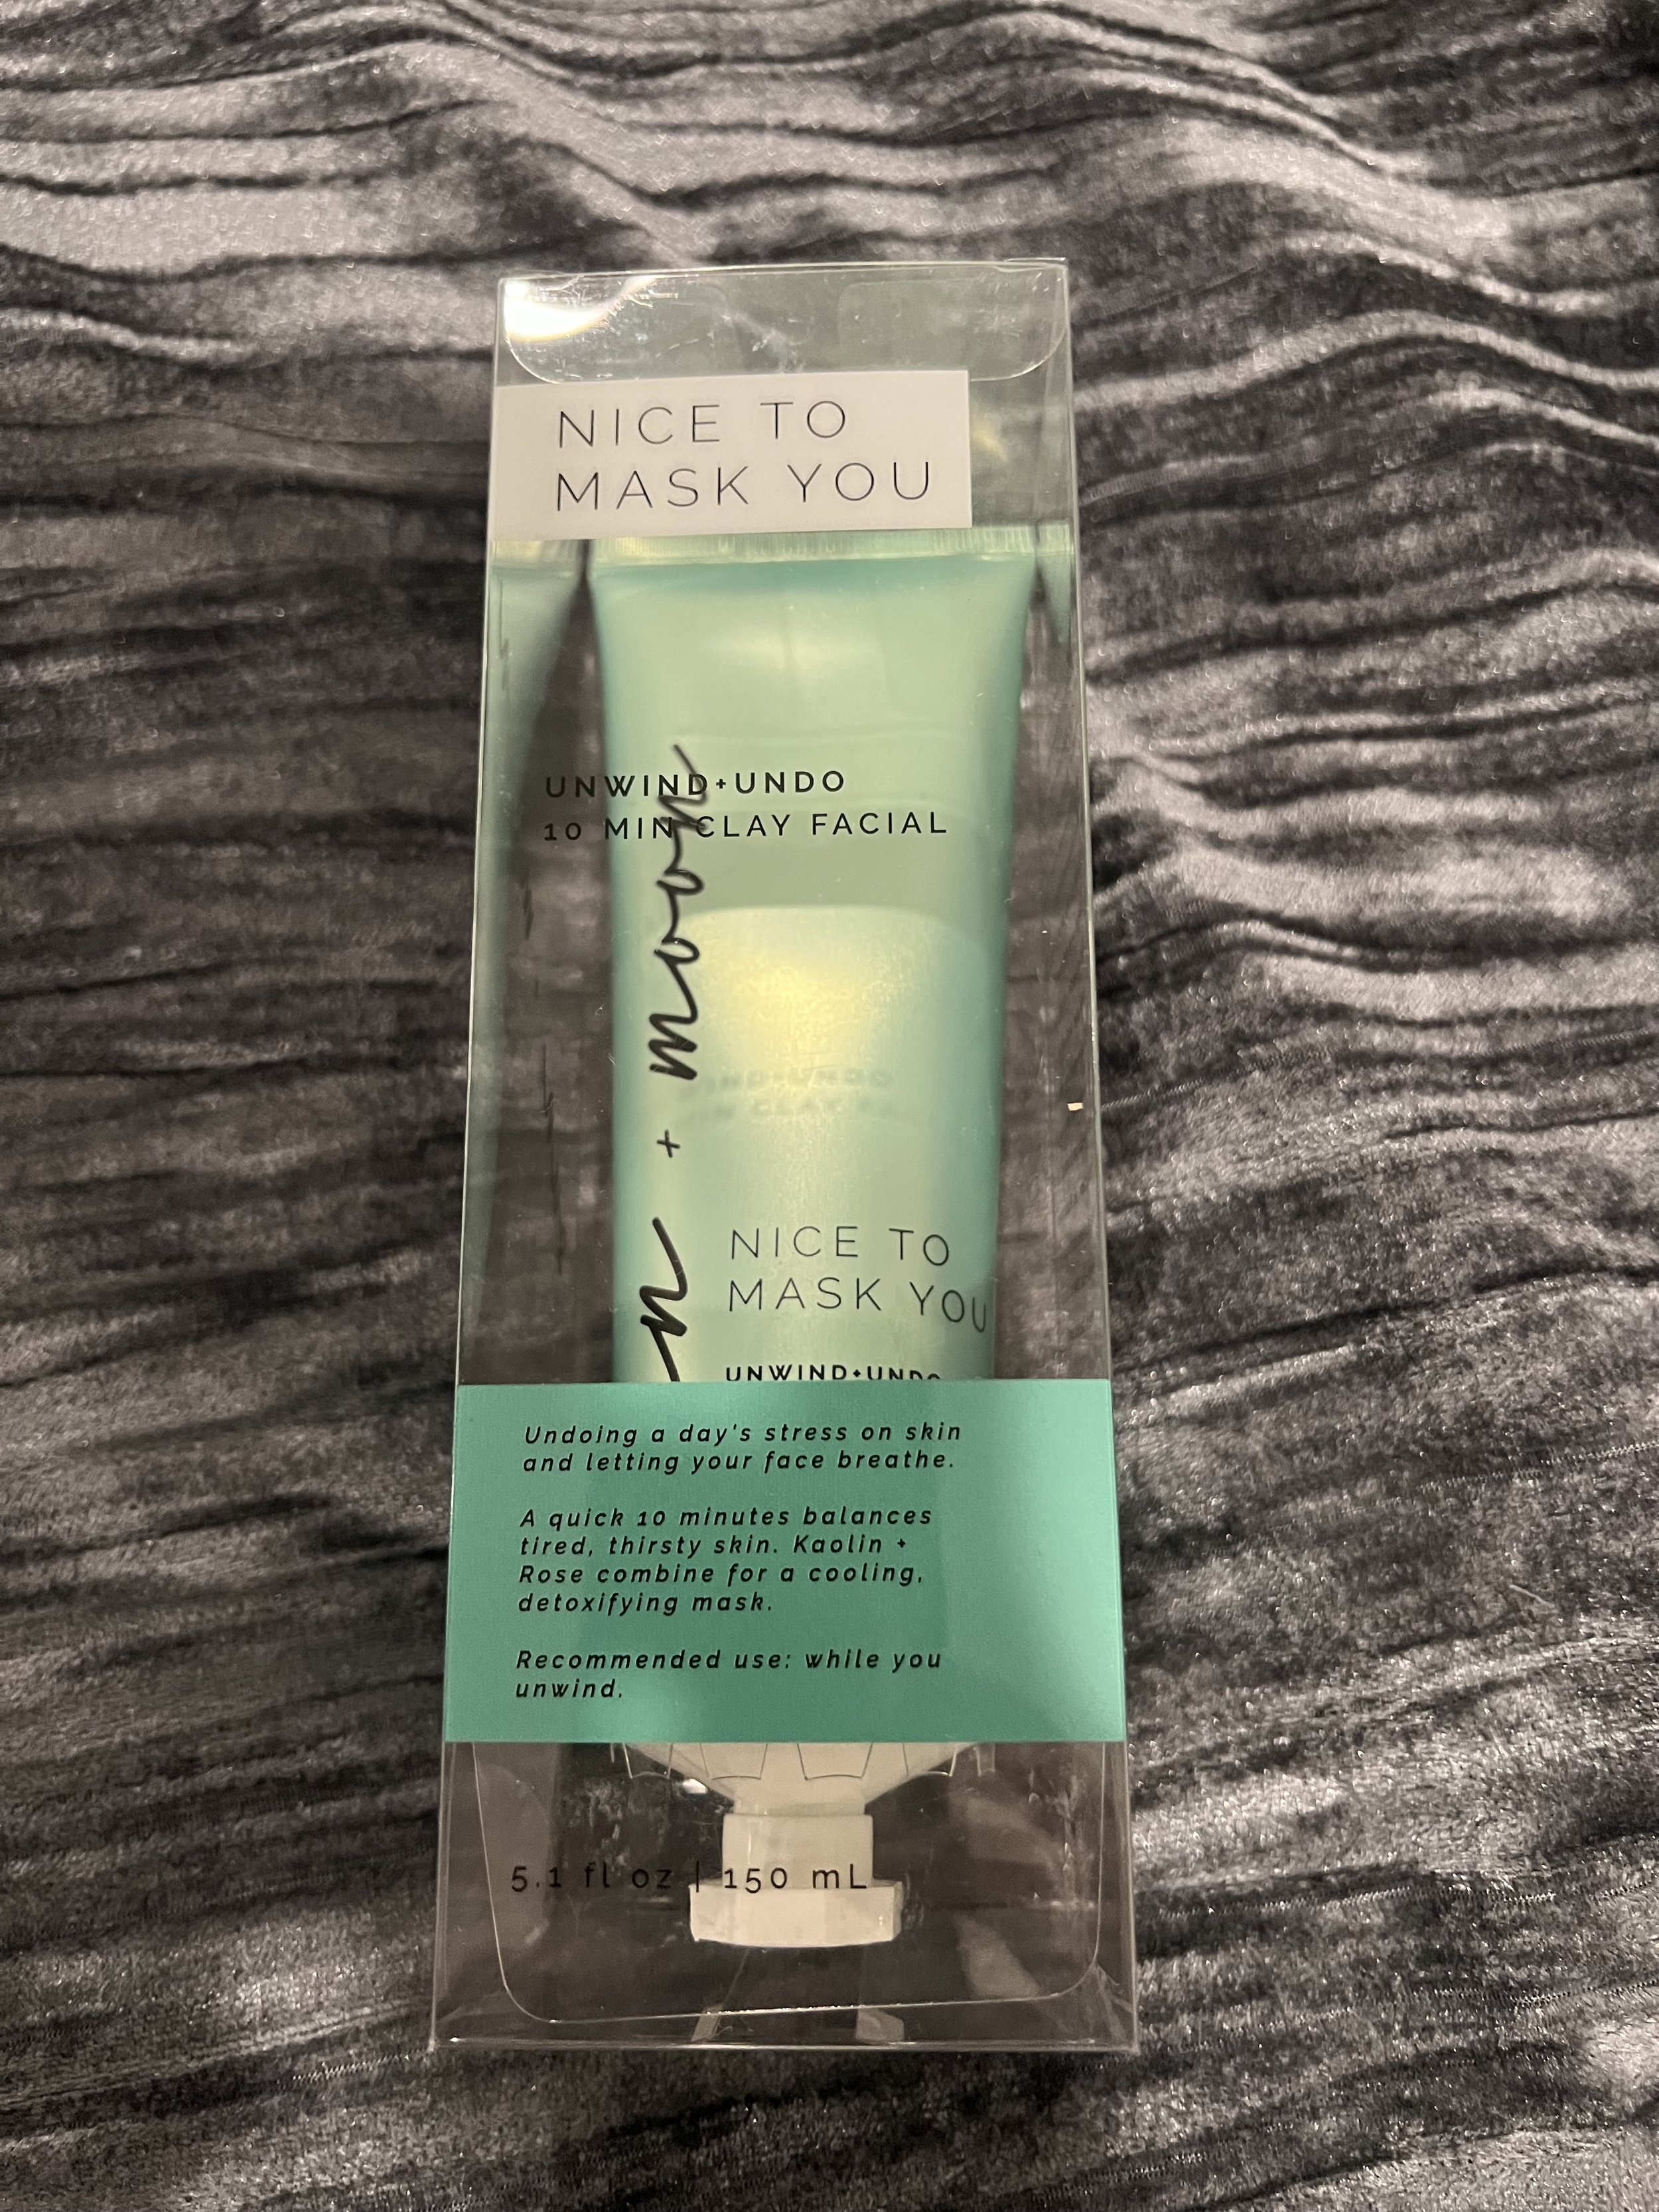 NICE TO
MASK YOU
UNWIND+UNDO
10 MIN CLAY FACIAL
+ moon
NICE TO
MASK YOU
UNWIND+UNDO
Undoing a day's stress on skin
and letting your face breathe.
A quick 10 minutes balances
tired, thirsty skin. Kaolin +
Rose combine for a cooling,
detoxifying mask.
Recommended use: while you
unwind.
5.1 fl oz | 150 mL